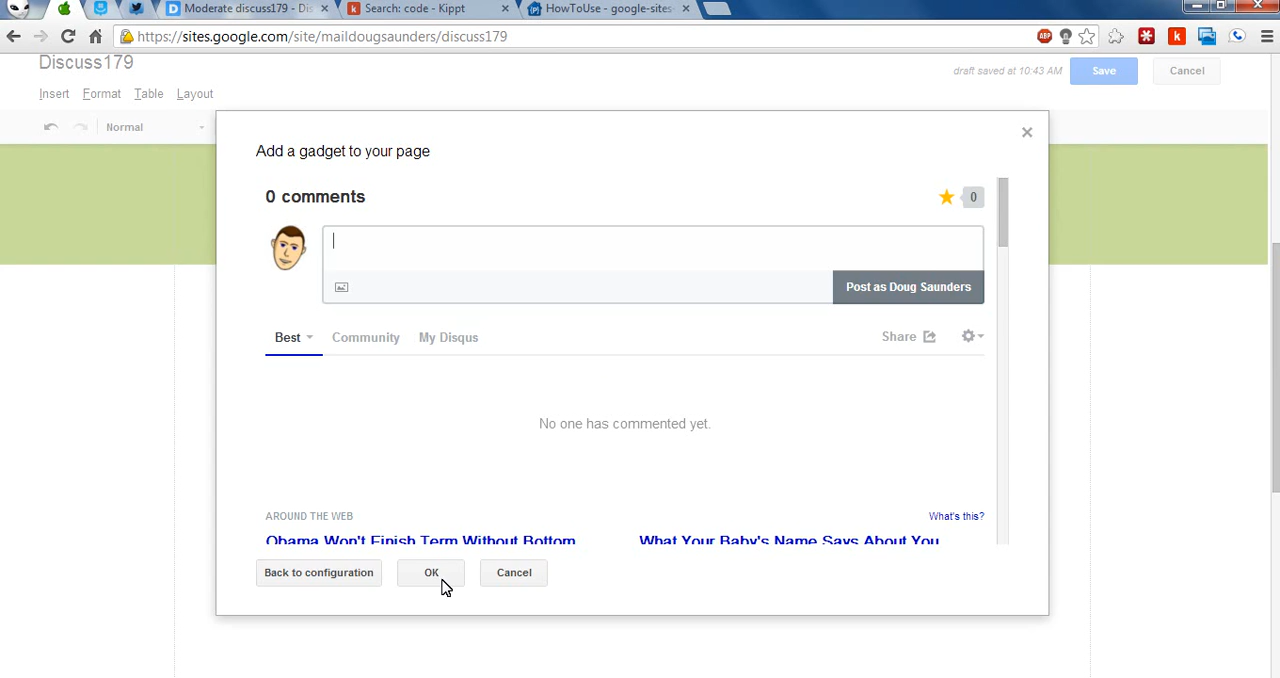 Moderate discuss179 - Dis
Search: code - Kippt
HowToUse - google-sites-
https://sites.google.com/site/maildougsaunders/discuss179
ABP
k
Discuss179
draft saved at 10:43 AM
Save
Cancel
Insert Format Table Layout
Normal
Add a gadget to your page
0 comments
0
Post as Doug Saunders
Best Community My Disqus
Share
No one has commented yet.
AROUND THE WEB
What's this?
Obama Won't Finish Term Without Bottom
What Your Baby's Name Says About You
Back to configuration
OK
Cancel